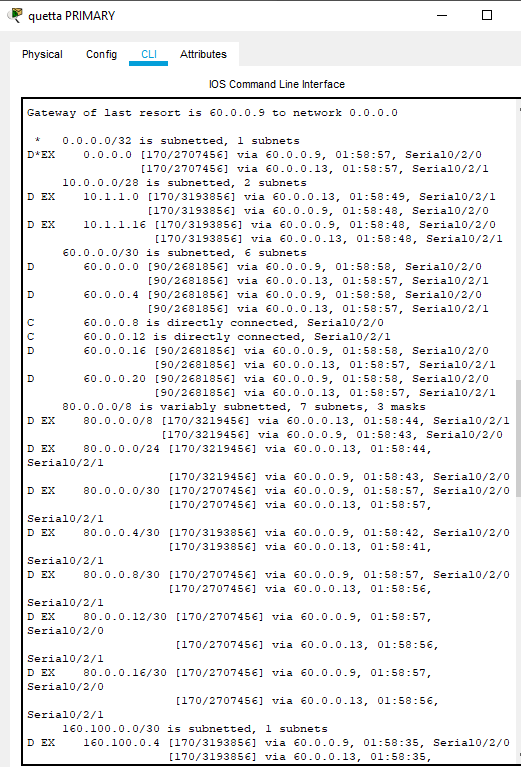 quetta PRIMARY
Physical Config CLI Attributes
IOS Command Line Interface
Gateway of last resort is 60.0.0.9 to network 0.0.0.0
* 0.0.0.0/32 is subnetted, 1 subnets
D*EX 0.0.0.0 [170/2707456] via 60.0.0.9, 01:58:57, Serial0/2/0
[170/2707456] via 60.0.0.13, 01:58:57, Serial0/2/1
10.0.0.0/28 is subnetted, 2 subnets
D EX 10.1.1.0 [170/3193856] via 60.0.0.13, 01:58:49, Serial0/2/1
[170/3193856] via 60.0.0.9, 01:58:48, Serial0/2/0
D EX 10.1.1.16 [170/3193856] via 60.0.0.9, 01:58:48, Serial0/2/0
[170/3193856] via 60.0.0.13, 01:58:48, Serial0/2/1
60.0.0.0/30 is subnetted, 6 subnets
D 60.0.0.0 [90/2681856] via 60.0.0.9, 01:58:58, Serial0/2/0
[90/2681856] via 60.0.0.13, 01:58:57, Serial0/2/1
D 60.0.0.4 [90/2681856] via 60.0.0.9, 01:58:58, Serial0/2/0
[90/2681856] via 60.0.0.13, 01:58:57, Serial0/2/1
C 60.0.0.8 is directly connected, Serial0/2/0
C 60.0.0.12 is directly connected, Serial0/2/1
D 60.0.0.16 [90/2681856] via 60.0.0.9, 01:58:58, Serial0/2/0
[90/2681856] via 60.0.0.13, 01:58:57, Serial0/2/1
D 60.0.0.20 [90/2681856] via 60.0.0.9, 01:58:58, Serial0/2/0
[90/2681856] via 60.0.0.13, 01:58:57, Serial0/2/1
80.0.0.0/8 is variably subnetted, 7 subnets, 3 masks
D EX 80.0.0.0/8 [170/3219456] via 60.0.0.13, 01:58:44, Serial0/2/1
[170/3219456] via 60.0.0.9, 01:58:43, Serial0/2/0
D EX 80.0.0.0/24 [170/3219456] via 60.0.0.13, 01:58:44,
Serial0/2/1
[170/3219456] via 60.0.0.9, 01:58:43, Serial0/2/0
D EX 80.0.0.0/30 [170/2707456] via 60.0.0.9, 01:58:57, Serial0/2/0
[170/2707456] via 60.0.0.13, 01:58:57,
Serial0/2/1
D EX 80.0.0.4/30 [170/3193856] via 60.0.0.9, 01:58:42, Serial0/2/0
[170/3193856] via 60.0.0.13, 01:58:41,
Serial0/2/1
D EX 80.0.0.8/30 [170/2707456] via 60.0.0.9, 01:58:57, Serial0/2/0
[170/2707456] via 60.0.0.13, 01:58:56,
Serial0/2/1
D EX 80.0.0.12/30 [170/2707456] via 60.0.0.9, 01:58:57,
Serial0/2/0
[170/2707456] via 60.0.0.13, 01:58:56,
Serial0/2/1
D EX 80.0.0.16/30 [170/2707456] via 60.0.0.9, 01:58:57,
Serial0/2/0
[170/2707456] via 60.0.0.13, 01:58:56,
Serial0/2/1
160.100.0.0/30 is subnetted, 1 subnets
D EX 160.100.0.4 [170/3193856] via 60.0.0.9, 01:58:35, Serial0/2/0
[170/3193856] via 60.0.0.13, 01:58:35,